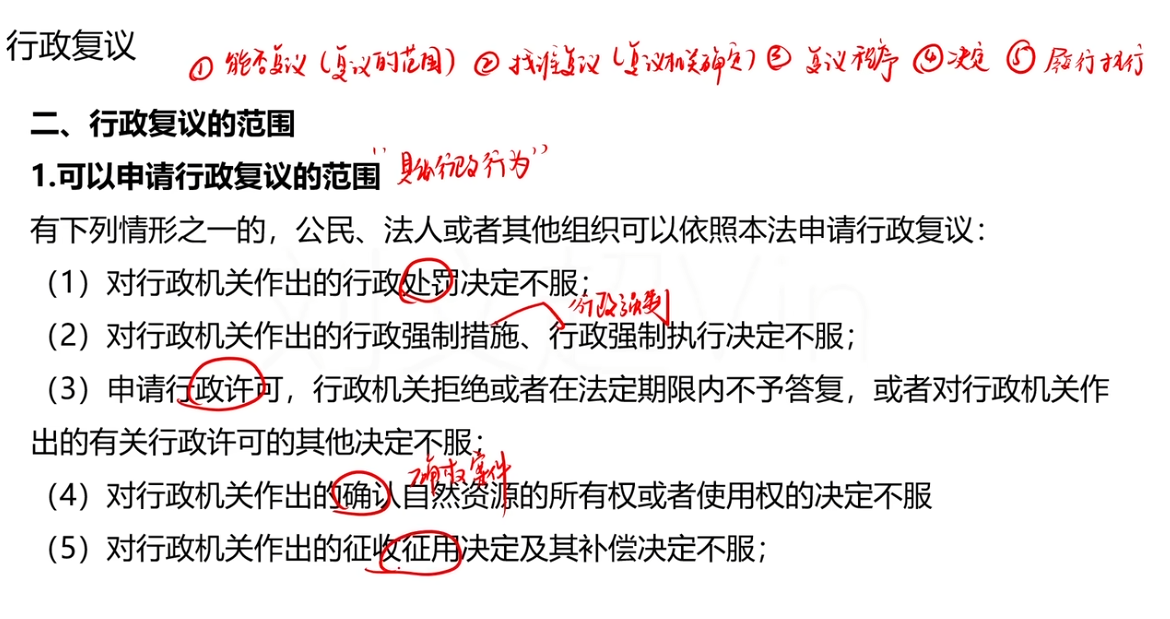 行政复议
① 能否复议(复议的范围) ② 找谁复议(复议机关确定) ③ 复议程序 ④ 决定 ⑤ 履行执行
二、行政复议的范围
1.可以申请行政复议的范围 “具体行政行为”
有下列情形之一的，公民、法人或者其他组织可以依照本法申请行政复议：
（1）对行政机关作出的行政处罚决定不服；
行政强制
（2）对行政机关作出的行政强制措施、行政强制执行决定不服；
（3）申请行政许可，行政机关拒绝或者在法定期限内不予答复，或者对行政机关作
出的有关行政许可的其他决定不服；
确权案件
（4）对行政机关作出的确认自然资源的所有权或者使用权的决定不服
（5）对行政机关作出的征收征用决定及其补偿决定不服；